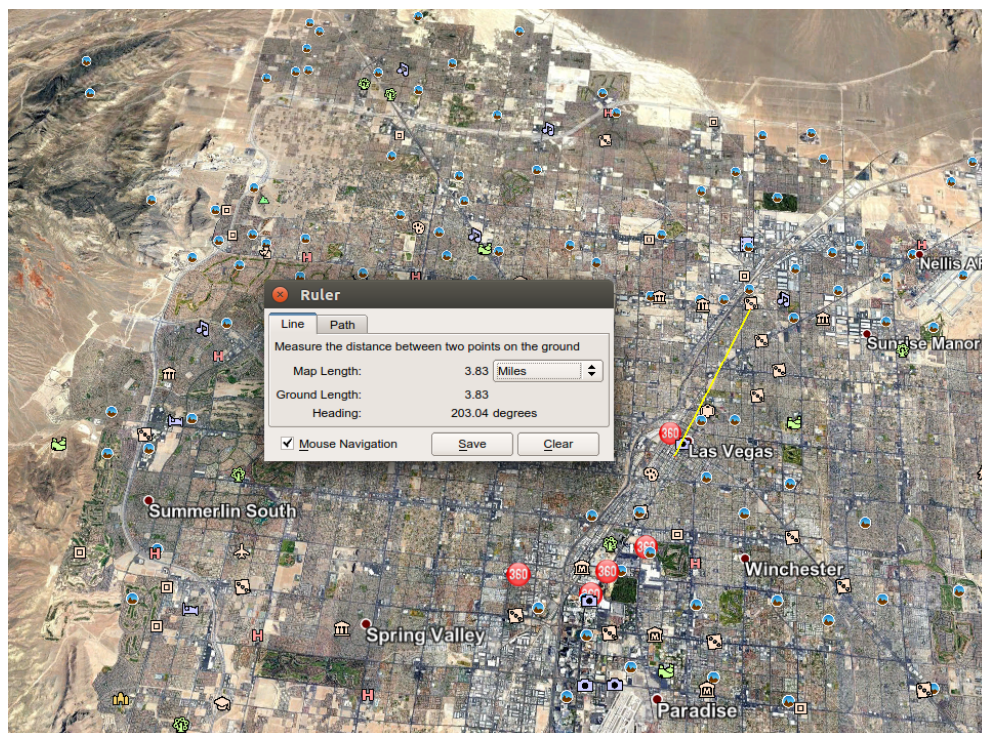 Nellis A
Ruler
Line Path
Measure the distance between two points on the ground
Map Length: 3.83 Miles
Ground Length: 3.83
Heading: 203.04 degrees
Mouse Navigation Save Clear
Sunrise Manor
360
Las Vegas
Summerlin South
360
360
360
Winchester
Spring Valley
Paradise